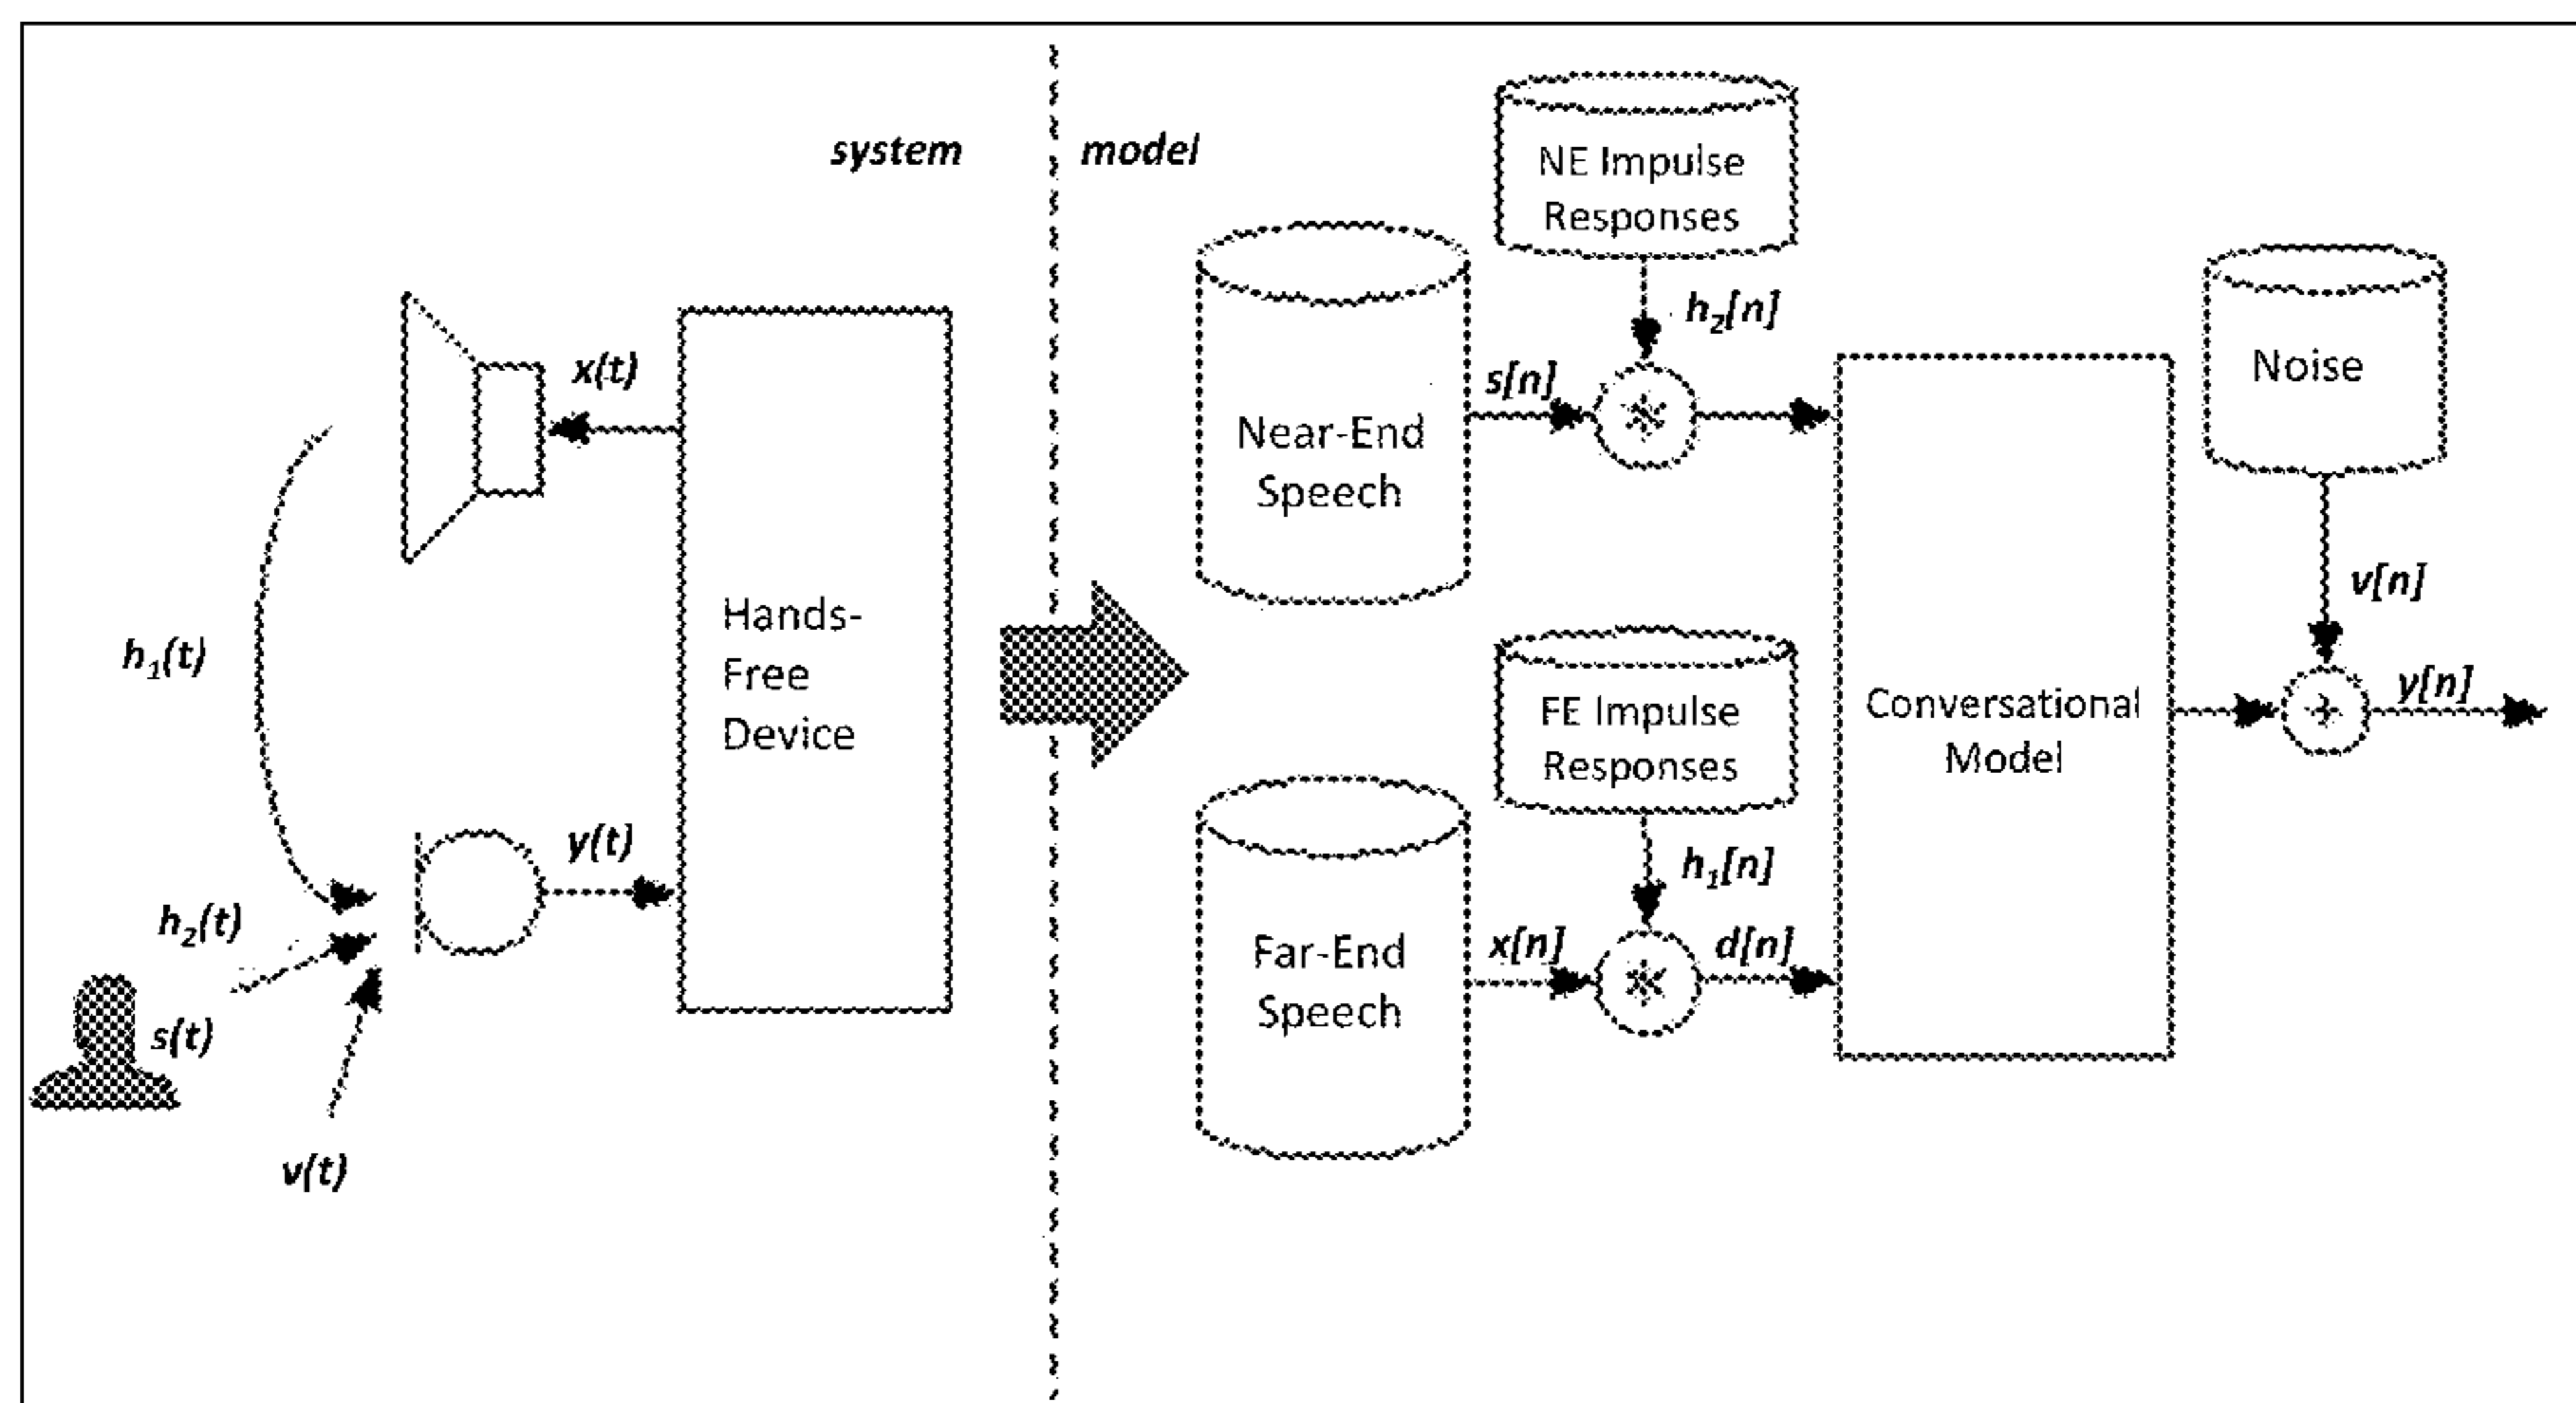 system
model
x(t)
h₁(t)
Hands-
Free
Device
y(t)
h₂(t)
s(t)
v(t)
NE Impulse
Responses
h₂[n]
Near-End
Speech
s[n]
Noise
v[n]
FE Impulse
Responses
h₁[n]
Far-End
Speech
x[n]
d[n]
Conversational
Model
y[n]